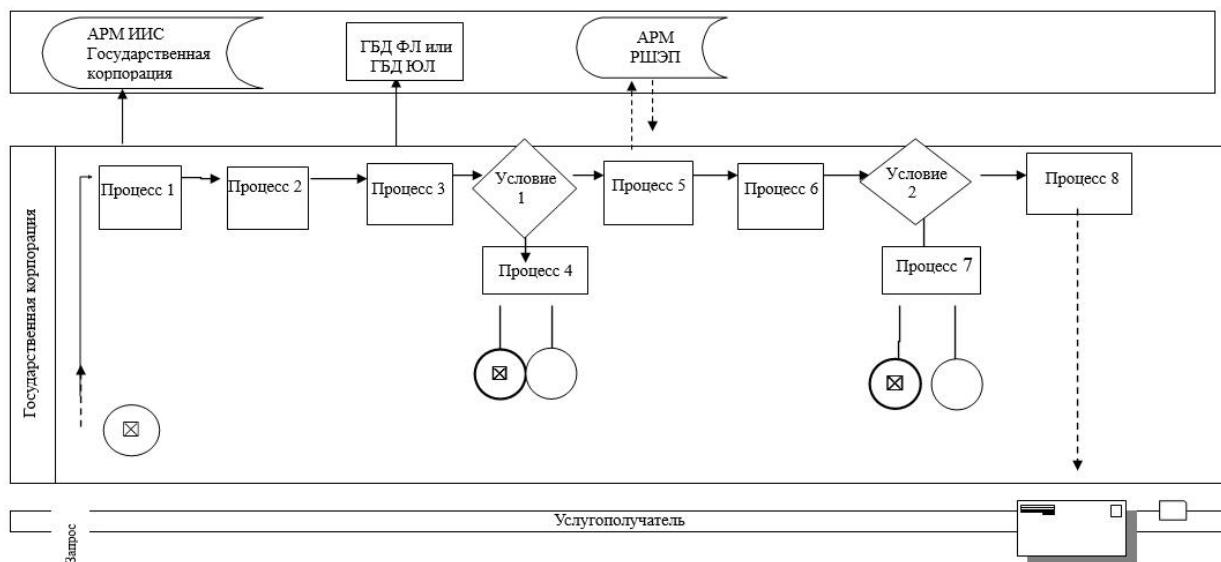 АРМ ИИС
Государственная
корпорация
ГБД ФЛ или
ГБД ЮЛ
АРМ
РШЭП
Государственная корпорация
Процесс 1
Процесс 2
Процесс 3
Условие
1
Процесс 5
Процесс 6
Условие
2
Процесс 8
Процесс 4
Процесс 7
Услугополучатель
Запрос